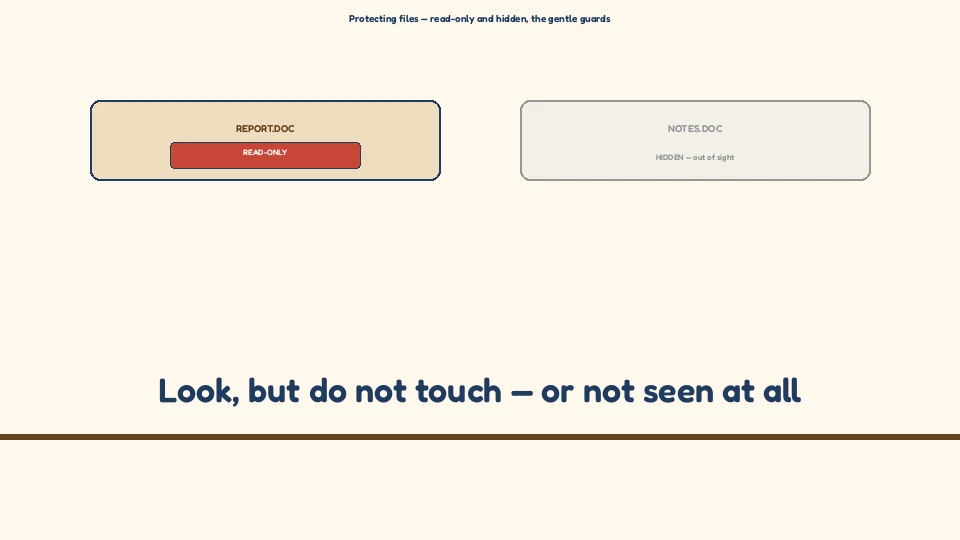 Protecting files — read-only and hidden, the gentle guards
REPORT.DOC
READ-ONLY
NOTES.DOC
HIDDEN — out of sight
Look, but do not touch — or not seen at all